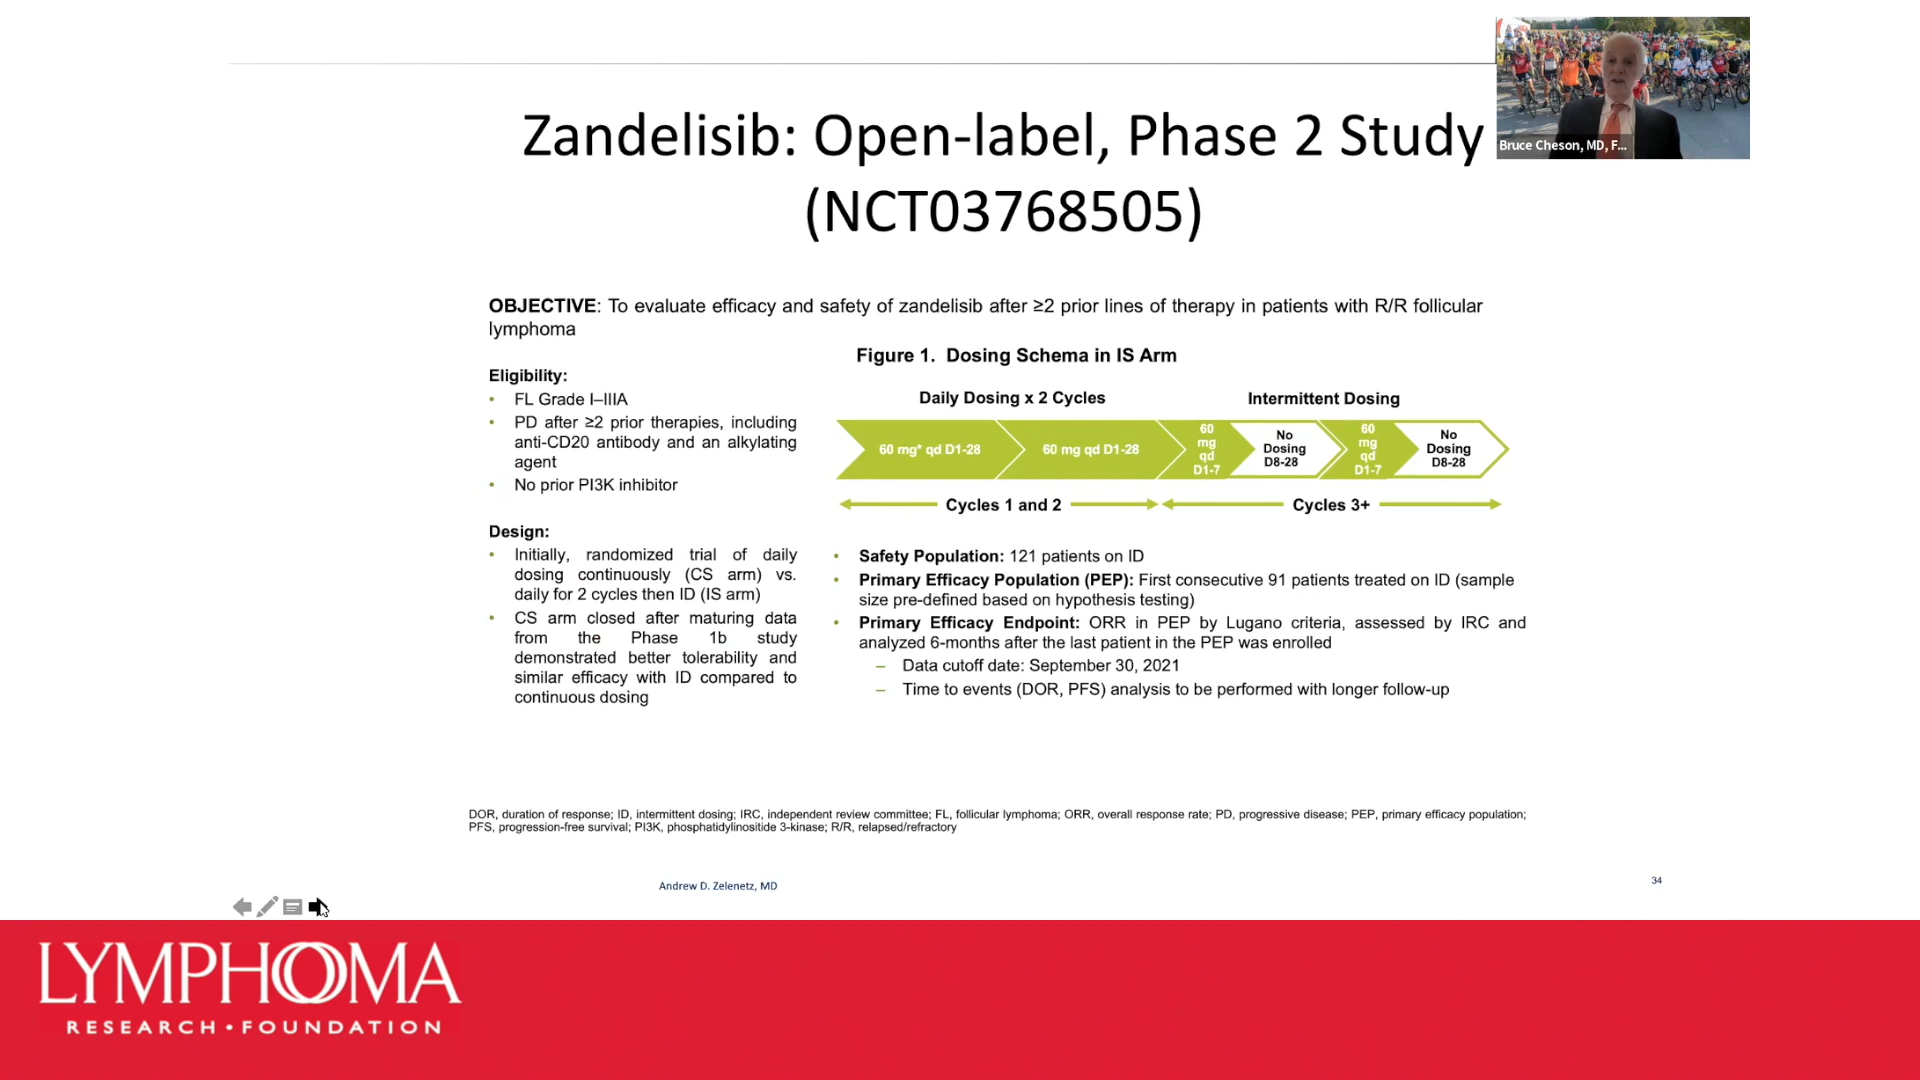 Zandelisib: Open-label, Phase 2 Study
(NCT03768505)
Bruce Cheson, MD, F...
OBJECTIVE: To evaluate efficacy and safety of zandelisib after ≥2 prior lines of therapy in patients with R/R follicular
lymphoma
Eligibility:
• FL Grade I–IIIA
• PD after ≥2 prior therapies, including
anti-CD20 antibody and an alkylating
agent
• No prior PI3K inhibitor
Design:
• Initially, randomized trial of daily
dosing continuously (CS arm) vs.
daily for 2 cycles then ID (IS arm)
• CS arm closed after maturing data
from the Phase 1b study
demonstrated better tolerability and
similar efficacy with ID compared to
continuous dosing
Figure 1. Dosing Schema in IS Arm
Daily Dosing x 2 Cycles
Intermittent Dosing
60 mg* qd D1-28
60 mg qd D1-28
60
mg
qd
D1-7
No
Dosing
D8-28
60
mg
qd
D1-7
No
Dosing
D8-28
Cycles 1 and 2
Cycles 3+
• Safety Population: 121 patients on ID
• Primary Efficacy Population (PEP): First consecutive 91 patients treated on ID (sample
size pre-defined based on hypothesis testing)
• Primary Efficacy Endpoint: ORR in PEP by Lugano criteria, assessed by IRC and
analyzed 6-months after the last patient in the PEP was enrolled
– Data cutoff date: September 30, 2021
– Time to events (DOR, PFS) analysis to be performed with longer follow-up
DOR, duration of response; ID, intermittent dosing; IRC, independent review committee; FL, follicular lymphoma; ORR, overall response rate; PD, progressive disease; PEP, primary efficacy population;
PFS, progression-free survival; PI3K, phosphatidylinositide 3-kinase; R/R, relapsed/refractory
Andrew D. Zelenetz, MD
34
LYMPHOMA
RESEARCH • FOUNDATION